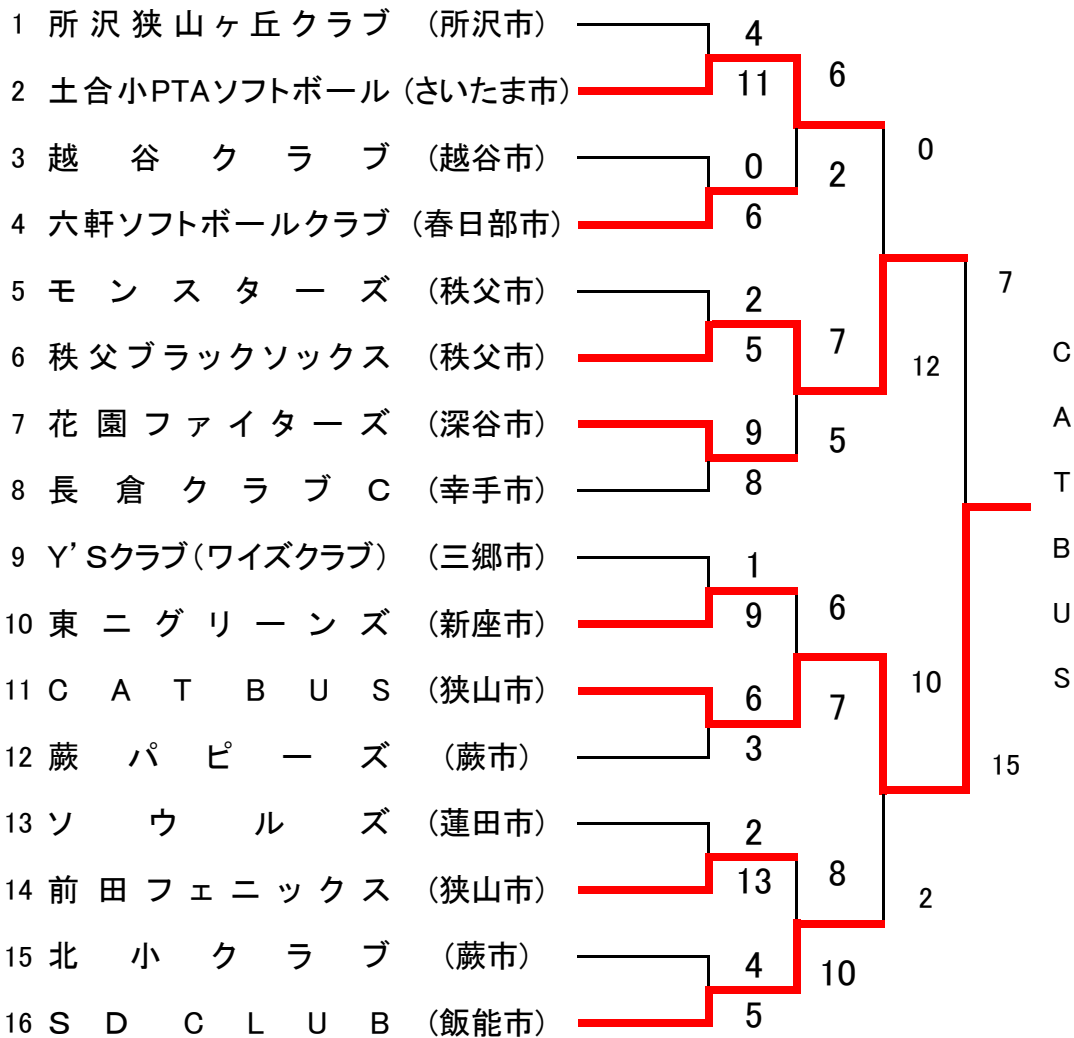 1 所沢狭山ヶ丘クラブ (所沢市)
2 土合小PTAソフトボール (さいたま市)
3 越谷クラブ (越谷市)
4 六軒ソフトボールクラブ (春日部市)
5 モンスターズ (秩父市)
6 秩父ブラックソックス (秩父市)
7 花園ファイターズ (深谷市)
8 長倉クラブC (幸手市)
9 Y'Sクラブ(ワイズクラブ) (三郷市)
10 東ニグリーンズ (新座市)
11 CATBUS (狭山市)
12 蕨パピーズ (蕨市)
13 ソウルズ (蓮田市)
14 前田フェニックス (狭山市)
15 北小クラブ (蕨市)
16 SDCLUB (飯能市)
4
11
0
6
2
5
9
8
1
9
6
3
2
13
4
5
6
2
7
5
6
7
8
10
0
12
10
2
7
15
CATBUS